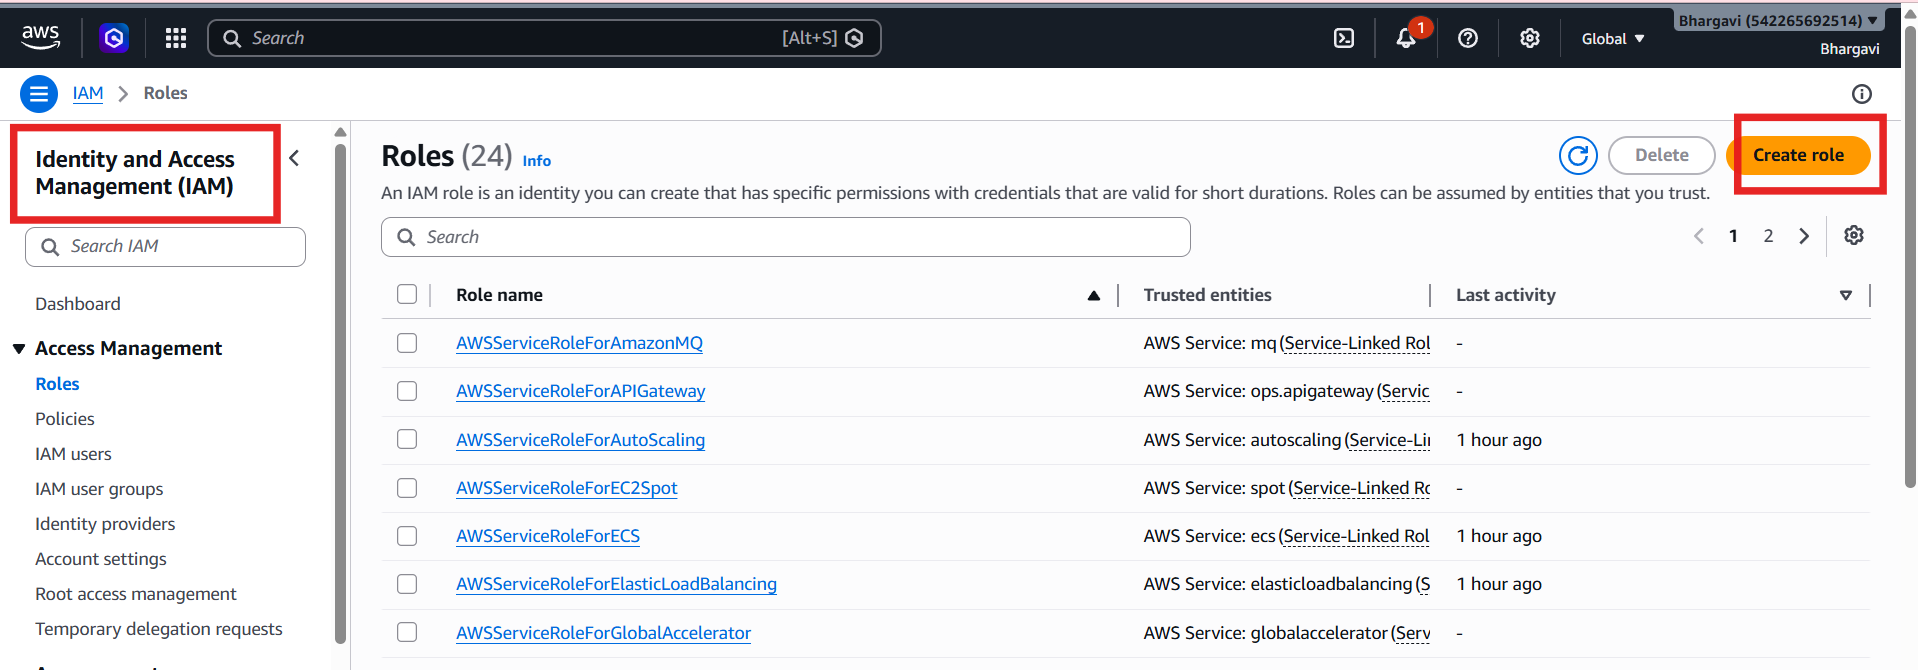 aws
Search
[Alt+S]
1
Global
Bhargavi (542265692514)
Bhargavi
IAM
Roles
Identity and Access
Management (IAM)
Search IAM
Dashboard
Access Management
Roles
Policies
IAM users
IAM user groups
Identity providers
Account settings
Root access management
Temporary delegation requests
Roles (24) Info
Delete
Create role
An IAM role is an identity you can create that has specific permissions with credentials that are valid for short durations. Roles can be assumed by entities that you trust.
Search
1 2
Role name Trusted entities Last activity
AWSServiceRoleForAmazonMQ AWS Service: mq (Service-Linked Rol -
AWSServiceRoleForAPIGateway AWS Service: ops.apigateway (Servic -
AWSServiceRoleForAutoScaling AWS Service: autoscaling (Service-Li 1 hour ago
AWSServiceRoleForEC2Spot AWS Service: spot (Service-Linked Ro -
AWSServiceRoleForECS AWS Service: ecs (Service-Linked Rol 1 hour ago
AWSServiceRoleForElasticLoadBalancing AWS Service: elasticloadbalancing (S 1 hour ago
AWSServiceRoleForGlobalAccelerator AWS Service: globalaccelerator (Serv -